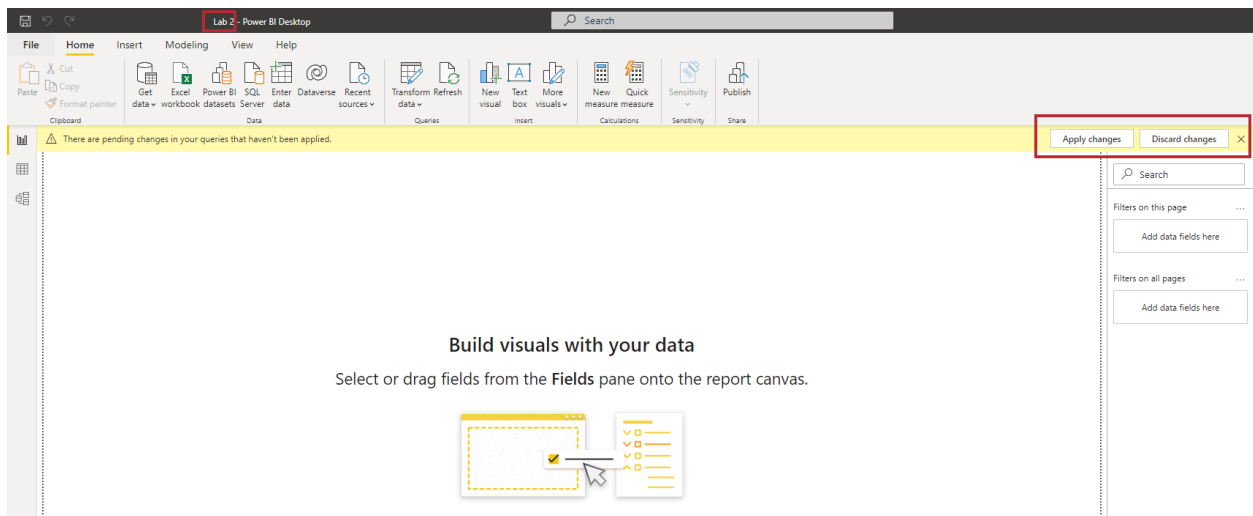 Lab 2 - Power BI Desktop
Search
File Home Insert Modeling View Help
Paste
Cut
Copy
Format painter
Clipboard
Get data
Excel workbook
Power BI datasets
SQL Server
Enter data
Dataverse
Recent sources
Data
Transform data
Refresh
Queries
New visual
Text box
More visuals
Insert
New measure
Quick measure
Calculations
Sensitivity
Sensitivity
Publish
Share
There are pending changes in your queries that haven't been applied.
Apply changes
Discard changes
Search
Filters on this page
...
Add data fields here
Filters on all pages
...
Add data fields here
Build visuals with your data
Select or drag fields from the Fields pane onto the report canvas.